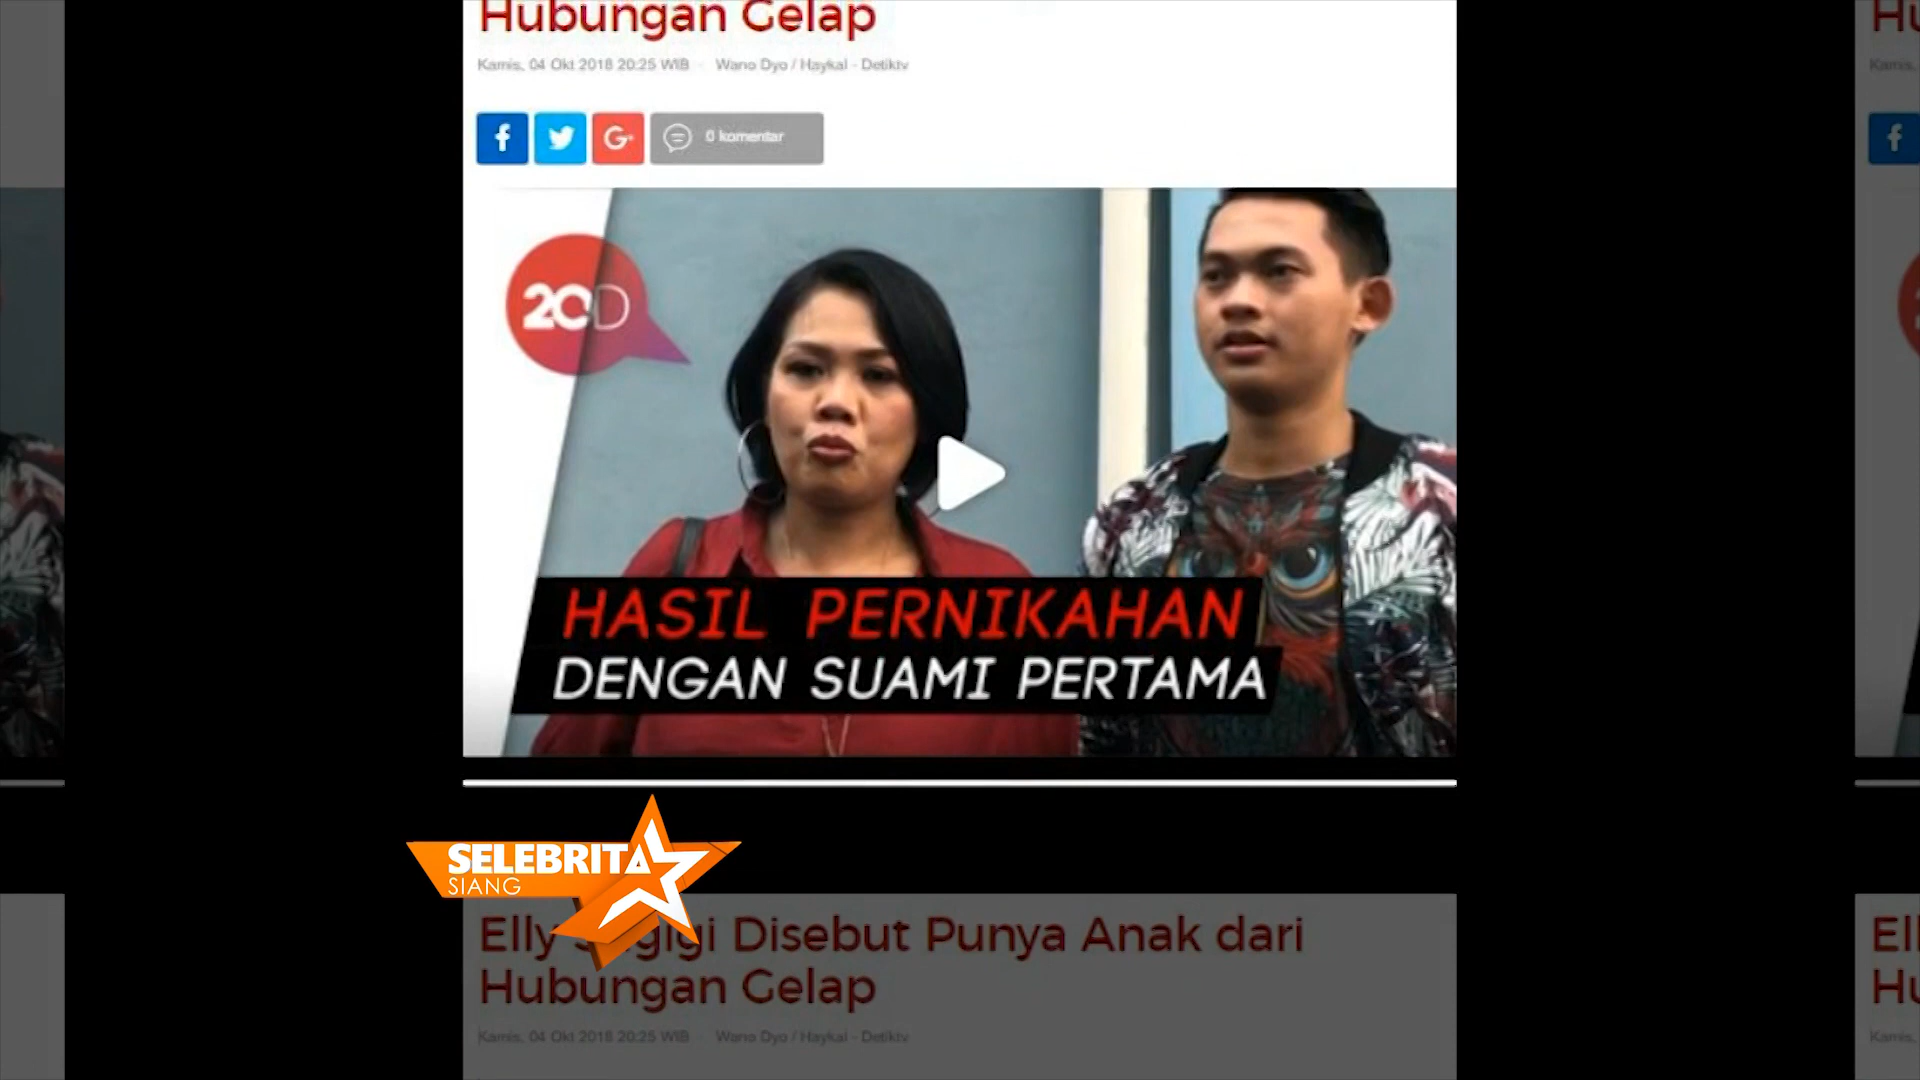 Hubungan Gelap
Kamis, 04 Okt 2018 20:25 WIB - Wano Dyo / Haykal - Detiktv
0 komentar
20D
HASIL PERNIKAHAN
DENGAN SUAMI PERTAMA
SELEBRITA
SIANG
Elly Disebut Punya Anak dari
Hubungan Gelap
Kamis, 04 Okt 2018 20:25 WIB - Wano Dyo / Haykal - Detiktv